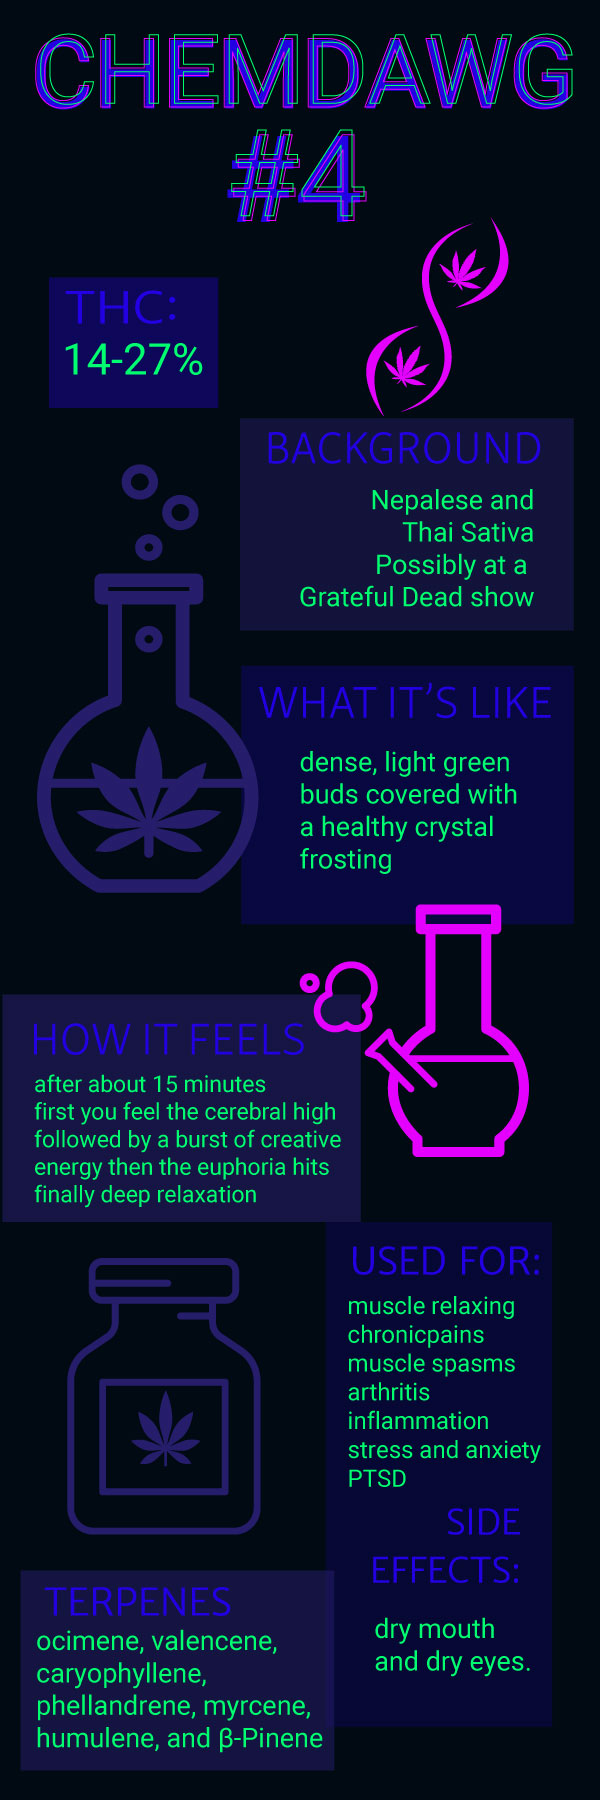 CHEMDAWG
#4
THC:
14-27%
BACKGROUND
Nepalese and
Thai Sativa
Possibly at a
Grateful Dead show
WHAT IT'S LIKE
dense, light green
buds covered with
a healthy crystal
frosting
HOW IT FEELS
after about 15 minutes
first you feel the cerebral high
followed by a burst of creative
energy then the euphoria hits
finally deep relaxation
USED FOR:
muscle relaxing
chronicpains
muscle spasms
arthritis
inflammation
stress and anxiety
PTSD
SIDE
EFFECTS:
dry mouth
and dry eyes.
TERPENES
ocimene, valencene,
caryophyllene,
phellandrene, myrcene,
humulene, and β-Pinene